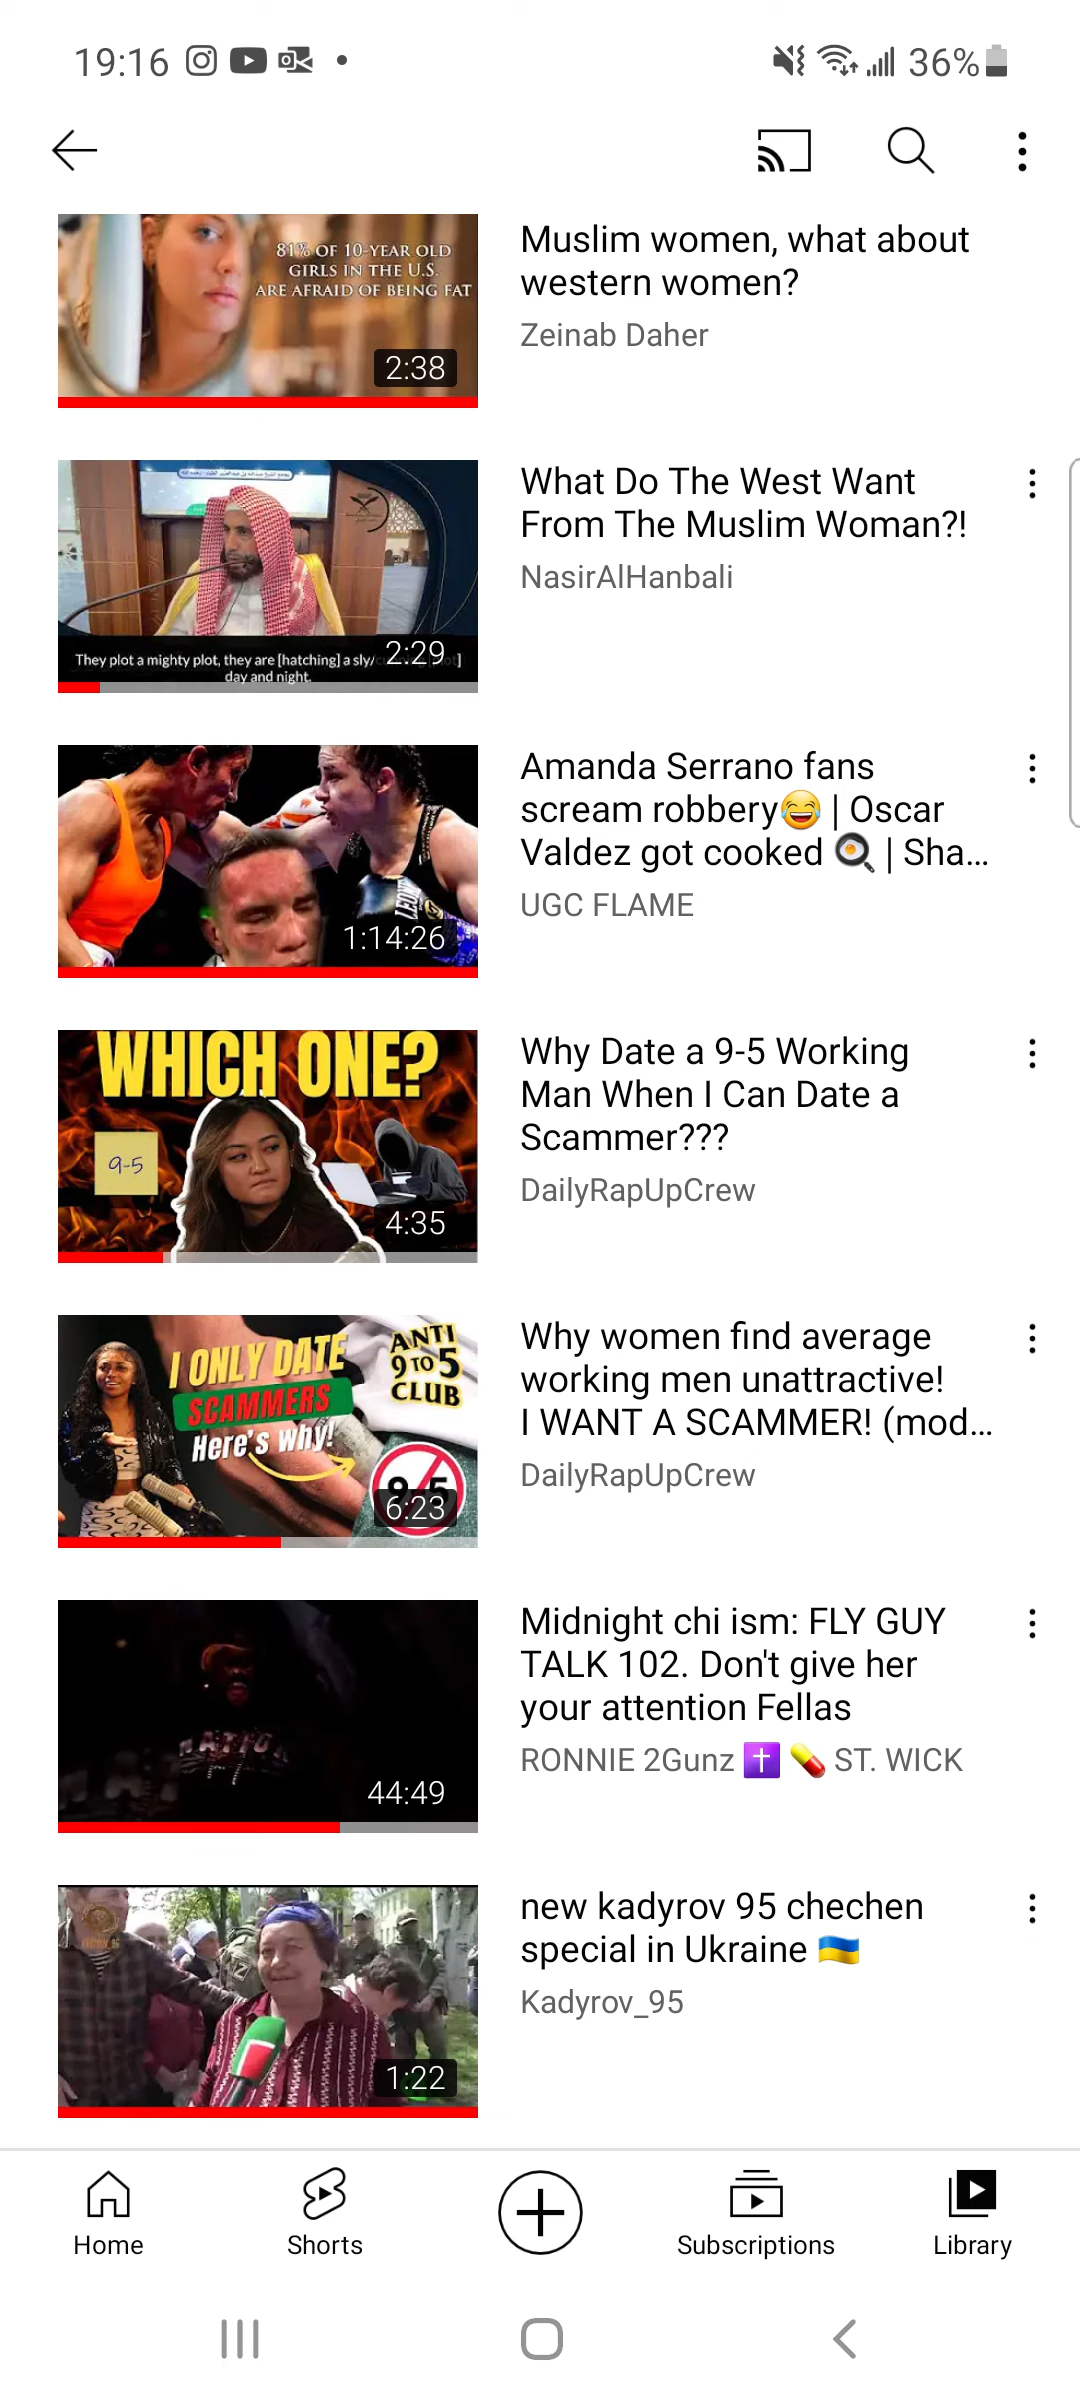 19:16
36%
Muslim women, what about
western women?
Zeinab Daher
81% OF 10-YEAR OLD
GIRLS IN THE U.S.
ARE AFRAID OF BEING FAT
2:38
What Do The West Want
From The Muslim Woman?!
NasirAlHanbali
They plot a mighty plot, they are [hatching] a sly/
day and night.
2:29
Amanda Serrano fans
scream robbery😂 | Oscar
Valdez got cooked 🍳 | Sha...
UGC FLAME
1:14:26
WHICH ONE?
9-5
4:35
Why Date a 9-5 Working
Man When I Can Date a
Scammer???
DailyRapUpCrew
I ONLY DATE
SCAMMERS
Here's why!
ANTI
9 TO 5
CLUB
9-5
6:23
Why women find average
working men unattractive!
I WANT A SCAMMER! (mod...
DailyRapUpCrew
44:49
Midnight chi ism: FLY GUY
TALK 102. Don't give her
your attention Fellas
RONNIE 2Gunz ✝️ 💊 ST. WICK
1:22
new kadyrov 95 chechen
special in Ukraine 🇺🇦
Kadyrov_95
Home
Shorts
Subscriptions
Library